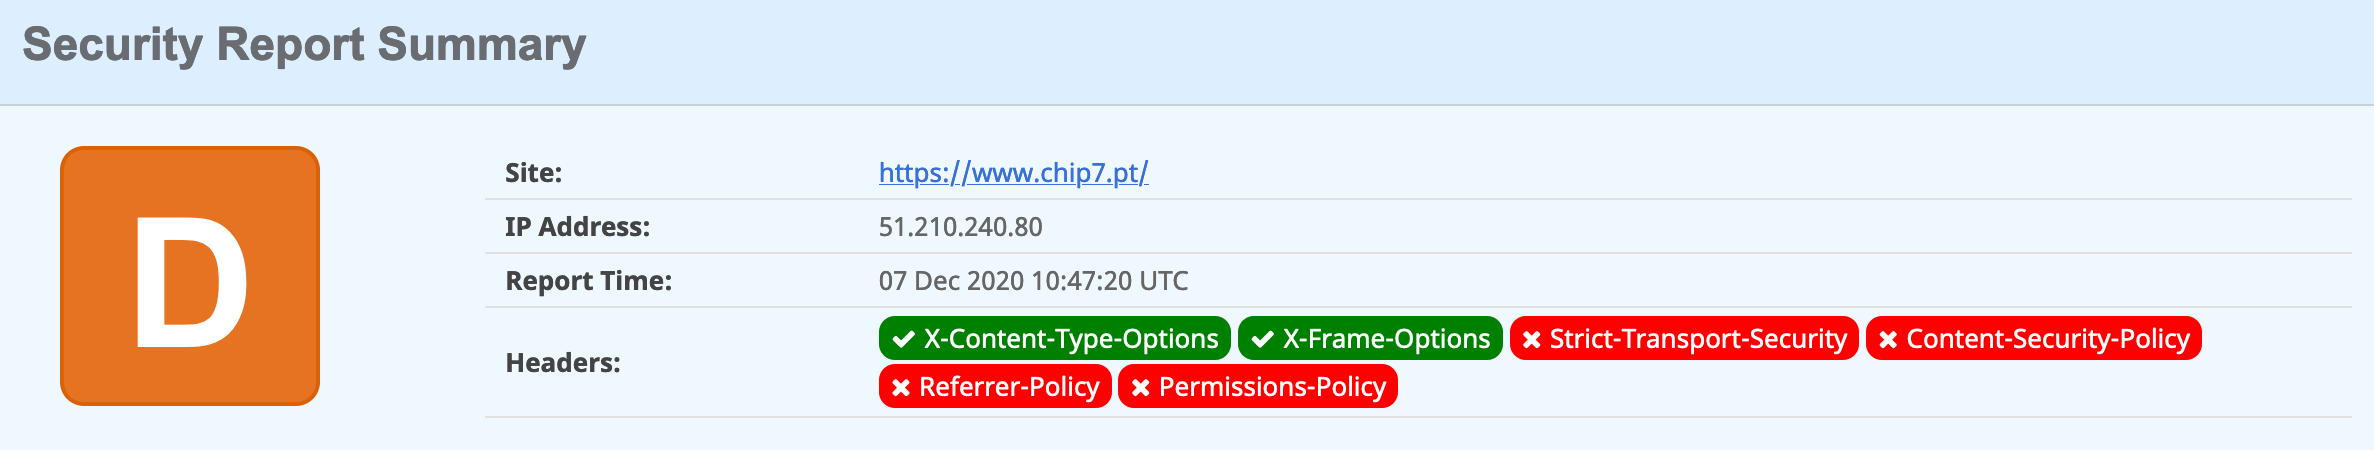 Security Report Summary
D
Site: https://www.chip7.pt/
IP Address: 51.210.240.80
Report Time: 07 Dec 2020 10:47:20 UTC
Headers: X-Content-Type-Options X-Frame-Options Strict-Transport-Security Content-Security-Policy
Referrer-Policy Permissions-Policy